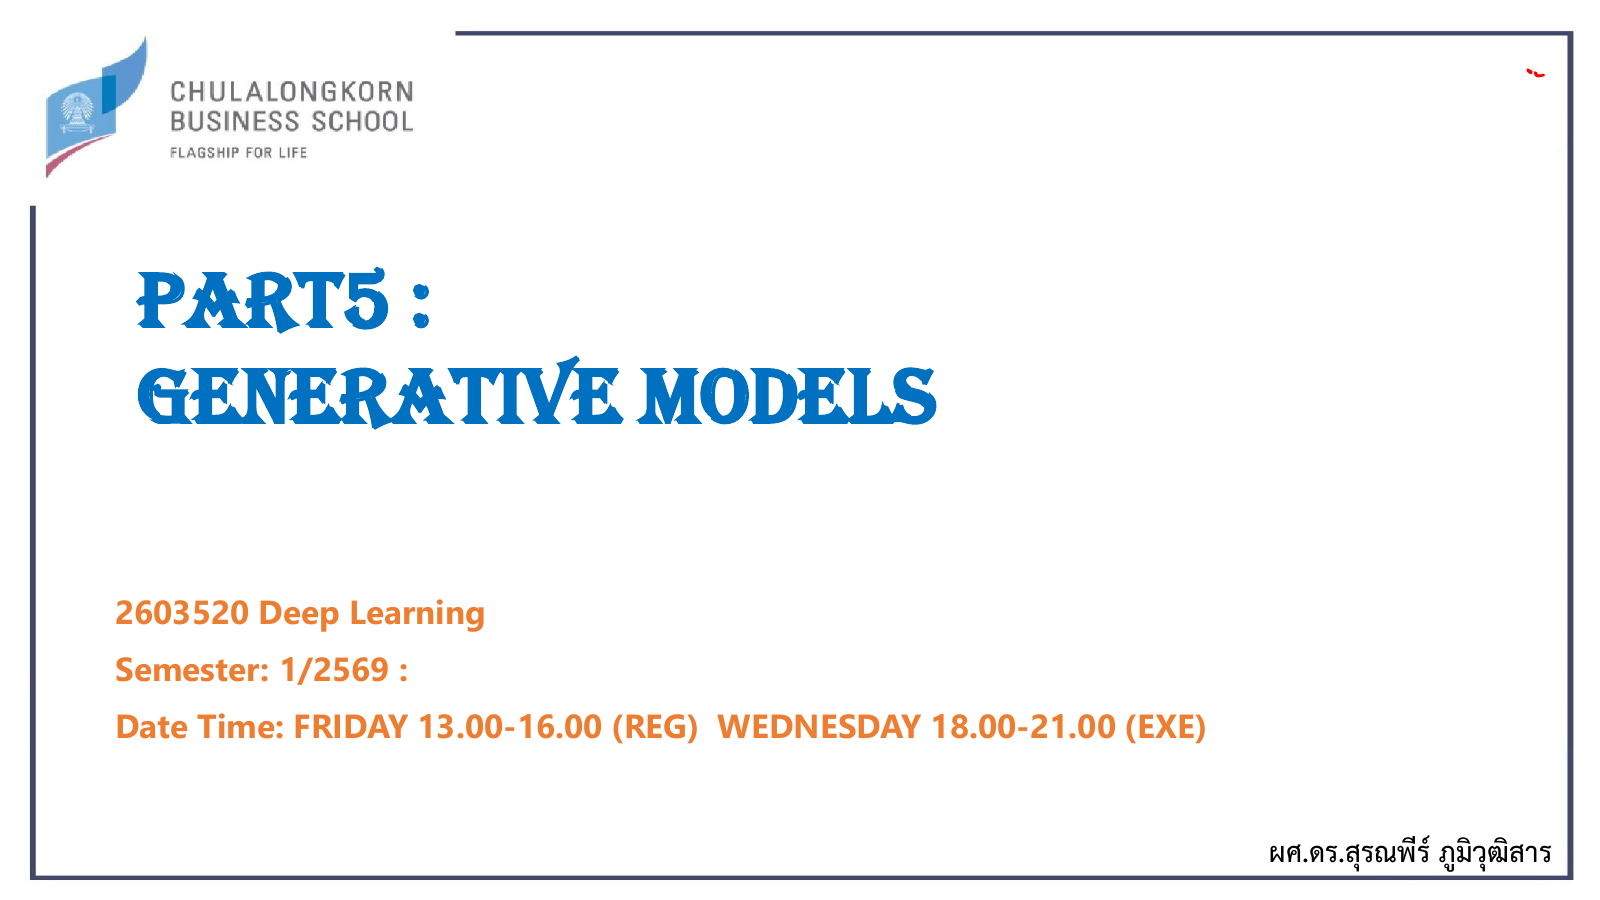 CHULALONGKORN
BUSINESS SCHOOL
FLAGSHIP FOR LIFE
PART5 :
GENERATIVE MODELS
2603520 Deep Learning
Semester: 1/2569 :
Date Time: FRIDAY 13.00-16.00 (REG)  WEDNESDAY 18.00-21.00 (EXE)
ผศ.ดร.สุรณพีร์ ภูมิวุฒิสาร